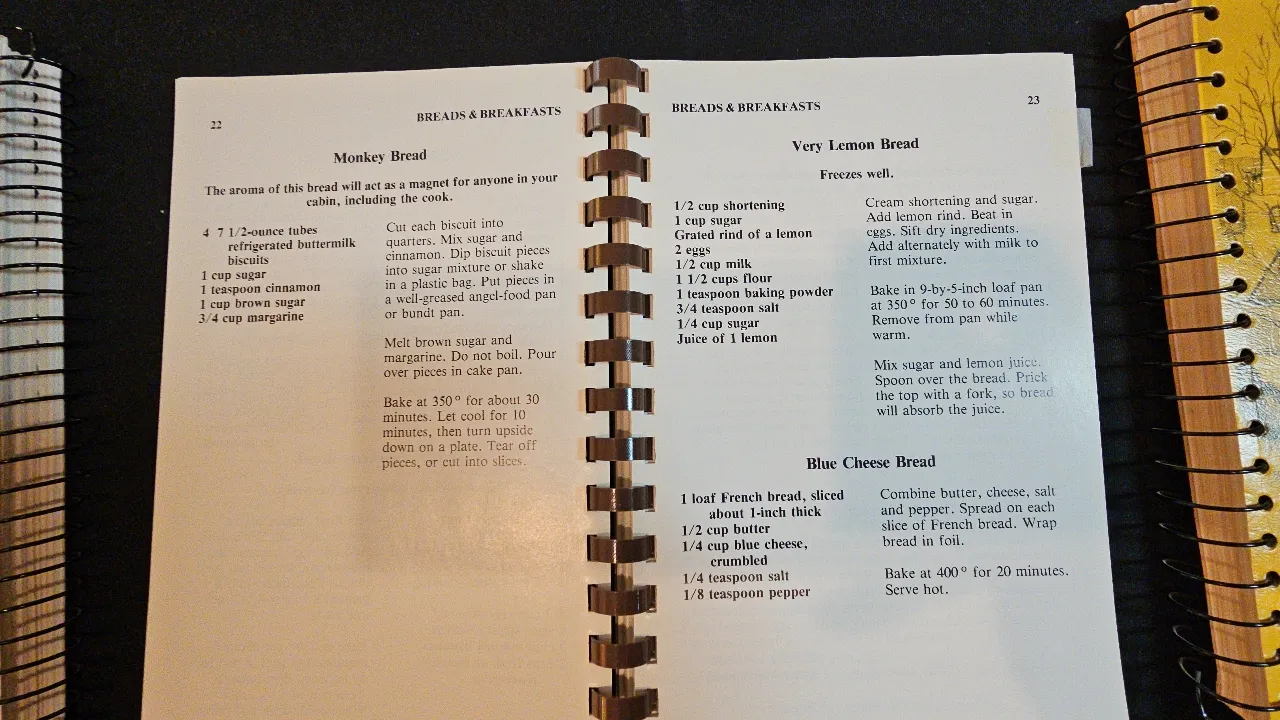 22
BREADS & BREAKFASTS
Monkey Bread
The aroma of this bread will act as a magnet for anyone in your
cabin, including the cook.
4 7 1/2-ounce tubes
refrigerated buttermilk
biscuits
1 cup sugar
1 teaspoon cinnamon
1 cup brown sugar
3/4 cup margarine
Cut each biscuit into
quarters. Mix sugar and
cinnamon. Dip biscuit pieces
into sugar mixture or shake
in a plastic bag. Put pieces in
a well-greased angel-food pan
or bundt pan.
Melt brown sugar and
margarine. Do not boil. Pour
over pieces in cake pan.
Bake at 350° for about 30
minutes. Let cool for 10
minutes, then turn upside
down on a plate. Tear off
pieces, or cut into slices.
BREADS & BREAKFASTS
23
Very Lemon Bread
Freezes well.
1/2 cup shortening
1 cup sugar
Grated rind of a lemon
2 eggs
1/2 cup milk
1 1/2 cups flour
1 teaspoon baking powder
3/4 teaspoon salt
1/4 cup sugar
Juice of 1 lemon
Cream shortening and sugar.
Add lemon rind. Beat in
eggs. Sift dry ingredients.
Add alternately with milk to
first mixture.
Bake in 9-by-5-inch loaf pan
at 350° for 50 to 60 minutes.
Remove from pan while
warm.
Mix sugar and lemon juice.
Spoon over the bread. Prick
the top with a fork, so bread
will absorb the juice.
Blue Cheese Bread
1 loaf French bread, sliced
about 1-inch thick
1/2 cup butter
1/4 cup blue cheese,
crumbled
1/4 teaspoon salt
1/8 teaspoon pepper
Combine butter, cheese, salt
and pepper. Spread on each
slice of French bread. Wrap
bread in foil.
Bake at 400° for 20 minutes.
Serve hot.